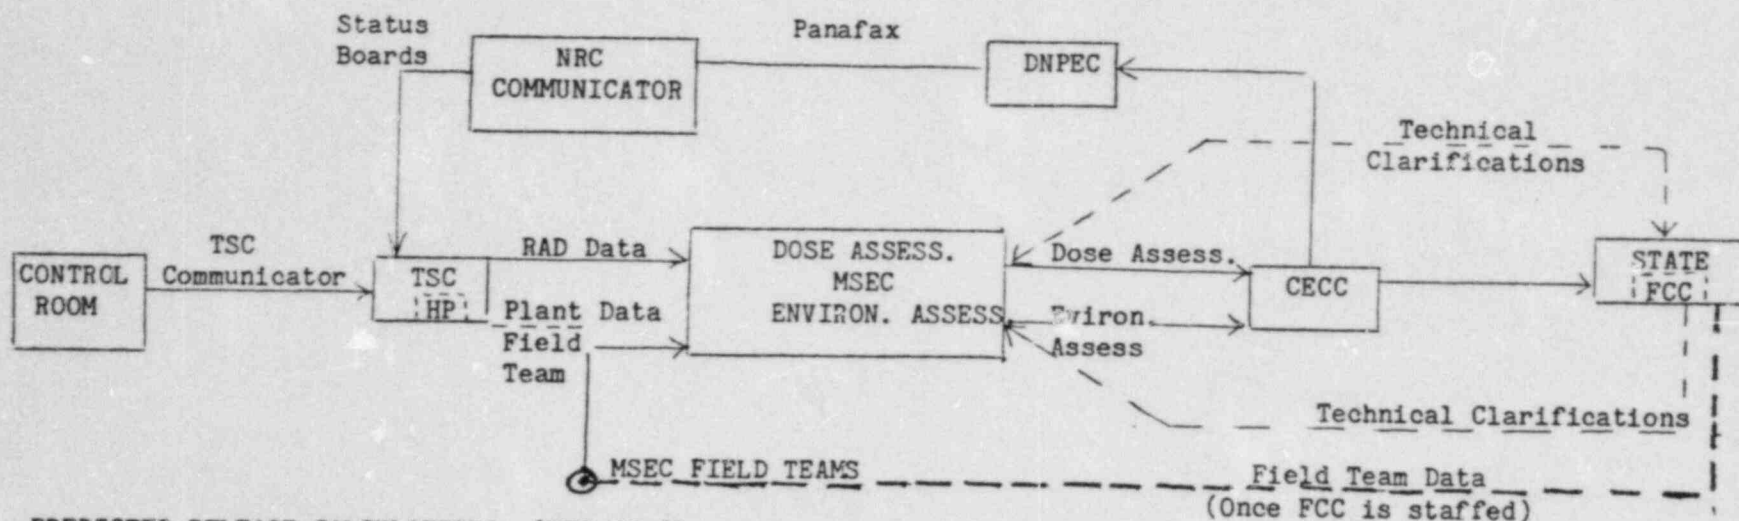 Status
Boards
Panafax
NRC
COMMUNICATOR
DNPEC
Technical
Clarifications
CONTROL
ROOM
TSC
Communicator
TSC
HP
RAD Data
Plant Data
Field
Team
DOSE ASSESS.
MSEC
ENVIRON. ASSESS
Dose Assess.
Eviron.
Assess
CECC
STATE
FCC
Technical Clarifications
MSEC FIELD TEAMS
Field Team Data
(Once FCC is staffed)